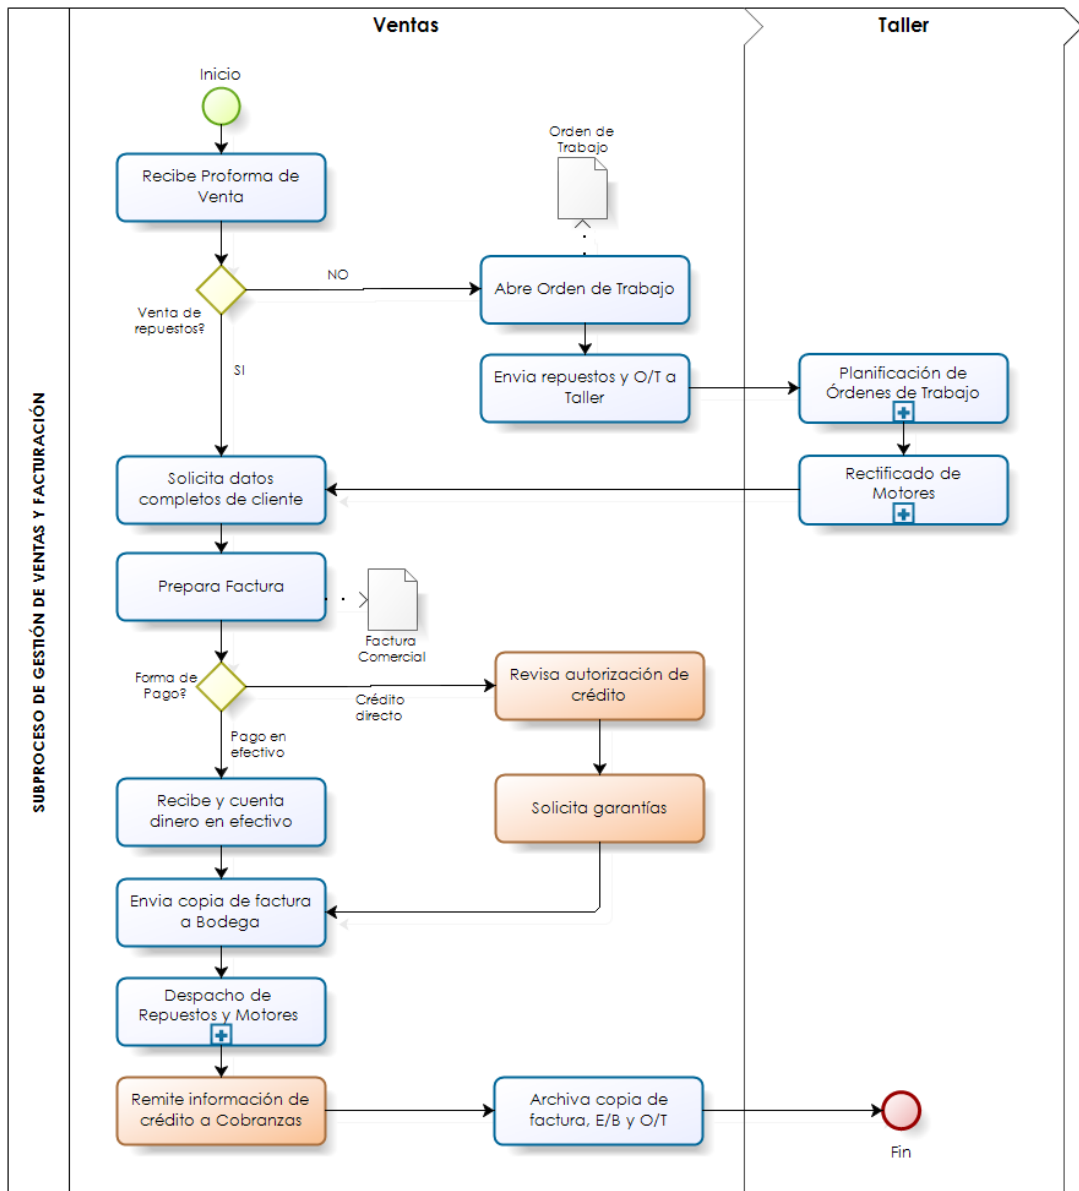 Ventas
Taller
SUBPROCESO DE GESTIÓN DE VENTAS Y FACTURACIÓN
Inicio
Recibe Proforma de
Venta
Venta de
repuestos?
NO
SI
Orden de
Trabajo
Abre Orden de Trabajo
Envia repuestos y O/T a
Taller
Planificación de
Órdenes de Trabajo
Rectificado de
Motores
Solicita datos
completos de cliente
Prepara Factura
Factura
Comercial
Forma de
Pago?
Crédito
directo
Pago en
efectivo
Revisa autorización de
crédito
Solicita garantías
Recibe y cuenta
dinero en efectivo
Envia copia de factura
a Bodega
Despacho de
Repuestos y Motores
Remite información de
crédito a Cobranzas
Archiva copia de
factura, E/B y O/T
Fin